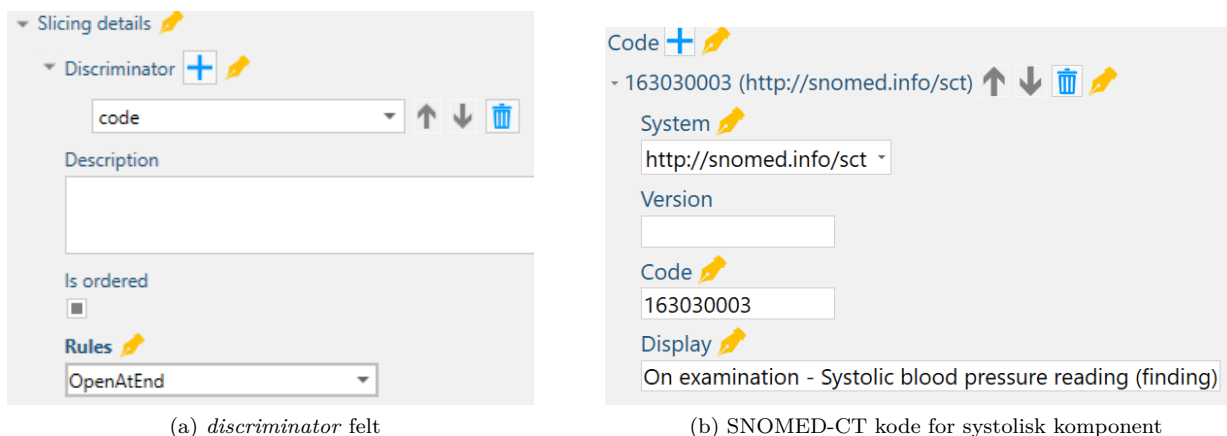 Slicing details
Discriminator
code
Description
Is ordered
Rules
OpenAtEnd
(a) discriminator felt
Code
163030003 (http://snomed.info/sct)
System
http://snomed.info/sct
Version
Code
163030003
Display
On examination - Systolic blood pressure reading (finding)
(b) SNOMED-CT kode for systolisk komponent